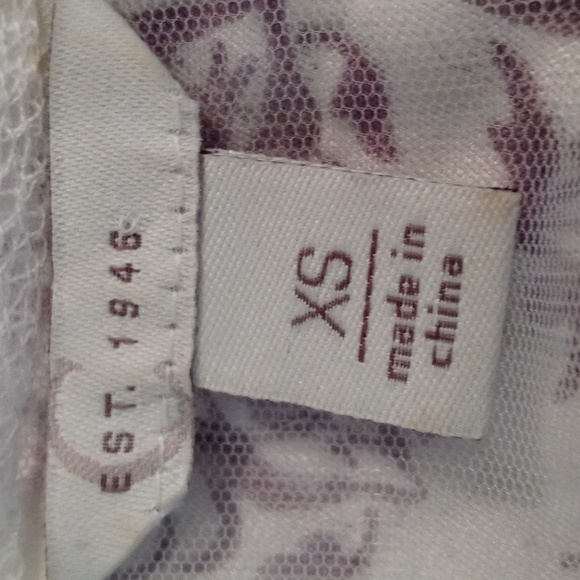 EST. 1946
XS
made in
china